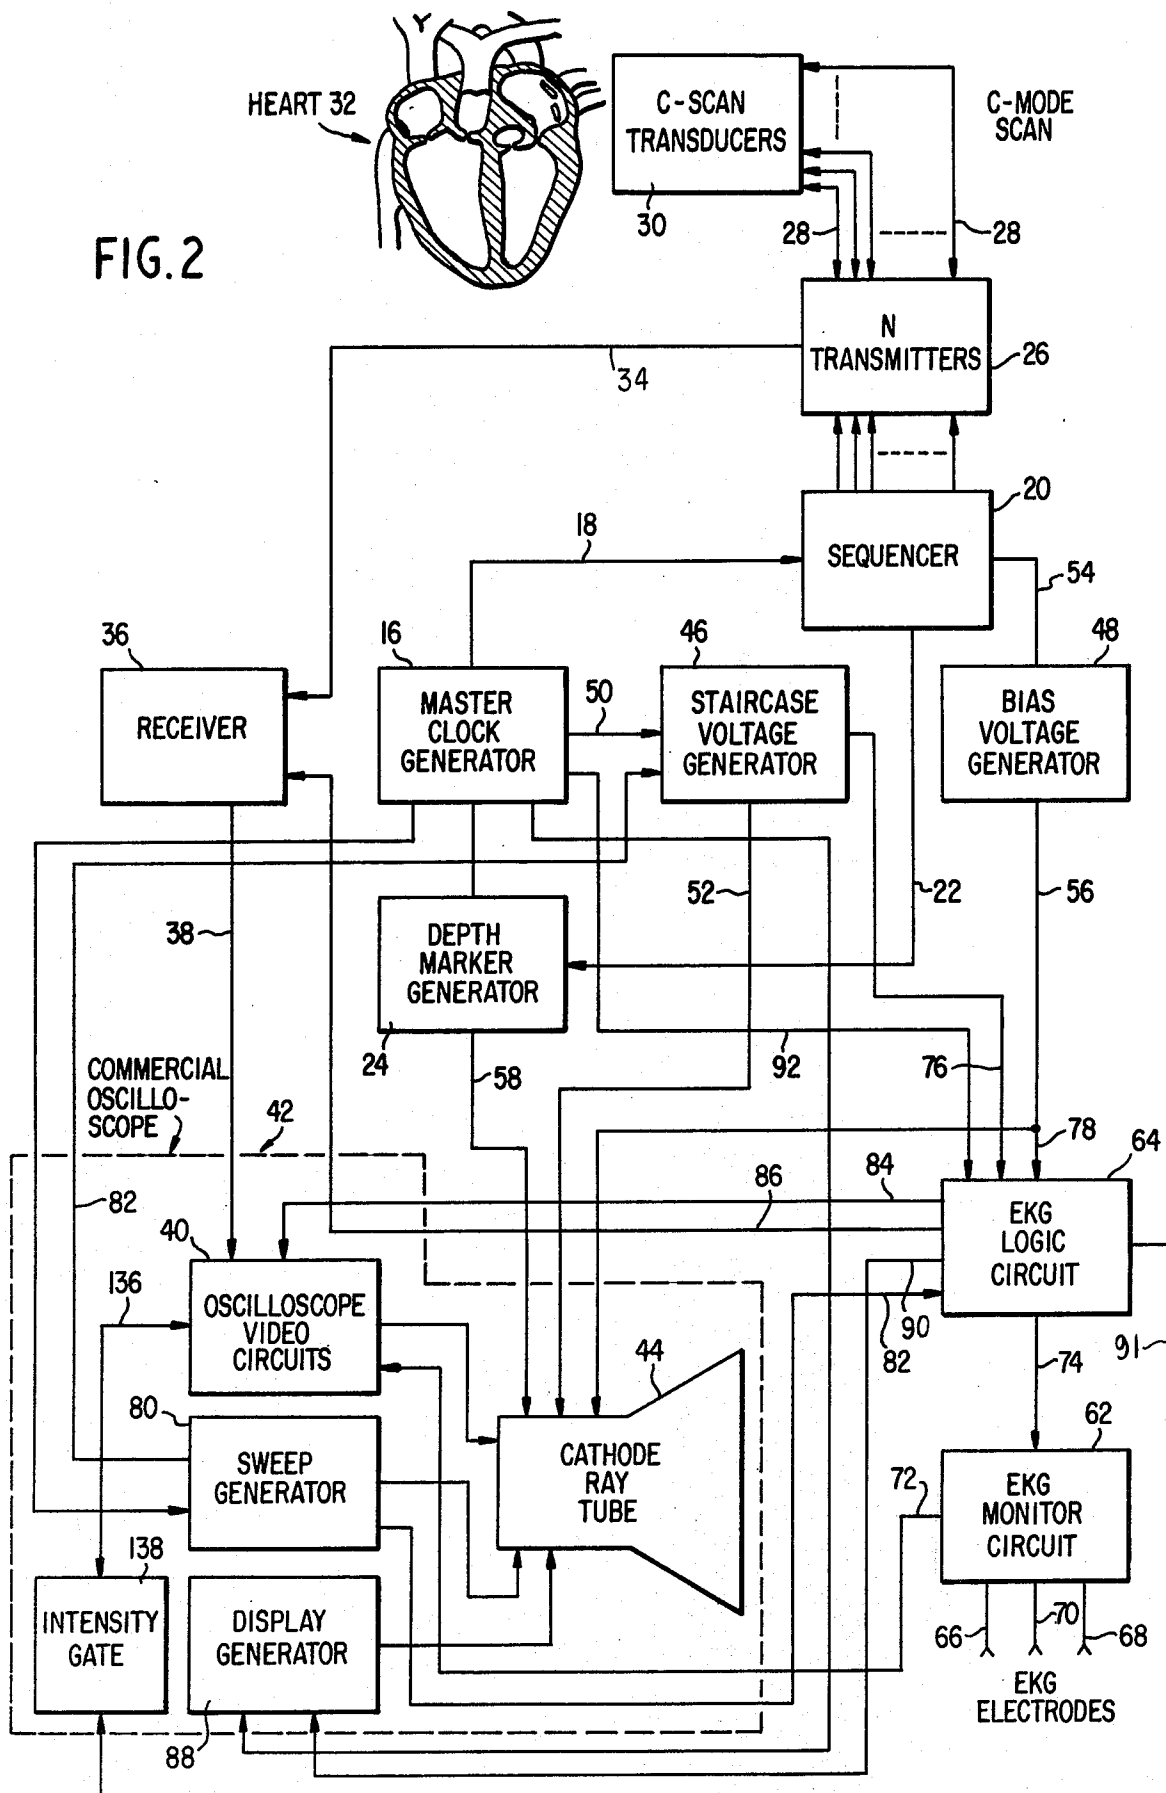 HEART 32
C-SCAN
TRANSDUCERS
30
C-MODE
SCAN
28
28
FIG.2
N
TRANSMITTERS
26
34
20
SEQUENCER
18
54
36
RECEIVER
16
MASTER
CLOCK
GENERATOR
50
46
STAIRCASE
VOLTAGE
GENERATOR
48
BIAS
VOLTAGE
GENERATOR
52
22
56
38
DEPTH
MARKER
GENERATOR
24
58
92
76
COMMERCIAL
OSCILLO-
SCOPE
42
78
64
82
84
86
EKG
LOGIC
CIRCUIT
40
OSCILLOSCOPE
VIDEO
CIRCUITS
136
90
82
91
44
74
80
SWEEP
GENERATOR
CATHODE
RAY
TUBE
62
EKG
MONITOR
CIRCUIT
72
138
INTENSITY
GATE
DISPLAY
GENERATOR
88
66
70
68
EKG
ELECTRODES